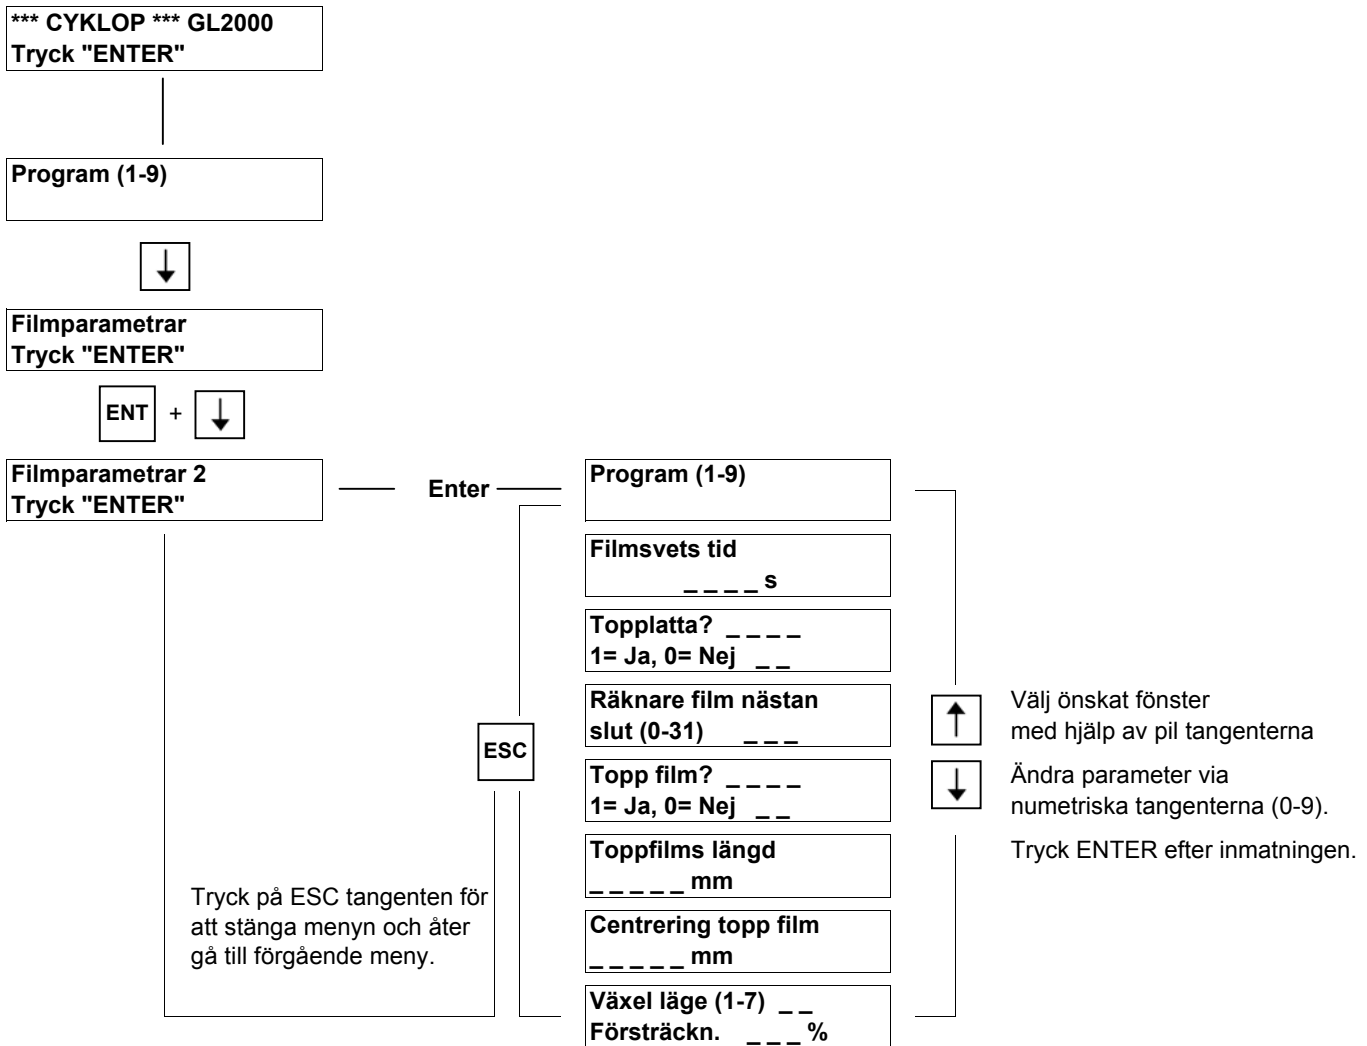 *** CYKLOP *** GL2000
Tryck "ENTER"
Program (1-9)
Filmparametrar
Tryck "ENTER"
ENT +
Filmparametrar 2
Tryck "ENTER"
Enter
Program (1-9)
Filmsvets tid
_ _ _ _ s
Topplatta? _ _ _ _
1= Ja, 0= Nej _ _
Räknare film nästan
slut (0-31) _ _ _
ESC
Topp film? _ _ _ _
1= Ja, 0= Nej _ _
Toppfilms längd
_ _ _ _ _ mm
Centrering topp film
_ _ _ _ _ mm
Växel läge (1-7) _ _
Försträckn. _ _ _ %
Välj önskat fönster
med hjälp av pil tangenterna
Ändra parameter via
numetriska tangenterna (0-9).
Tryck ENTER efter inmatningen.
Tryck på ESC tangenten för
att stänga menyn och åter
gå till förgående meny.